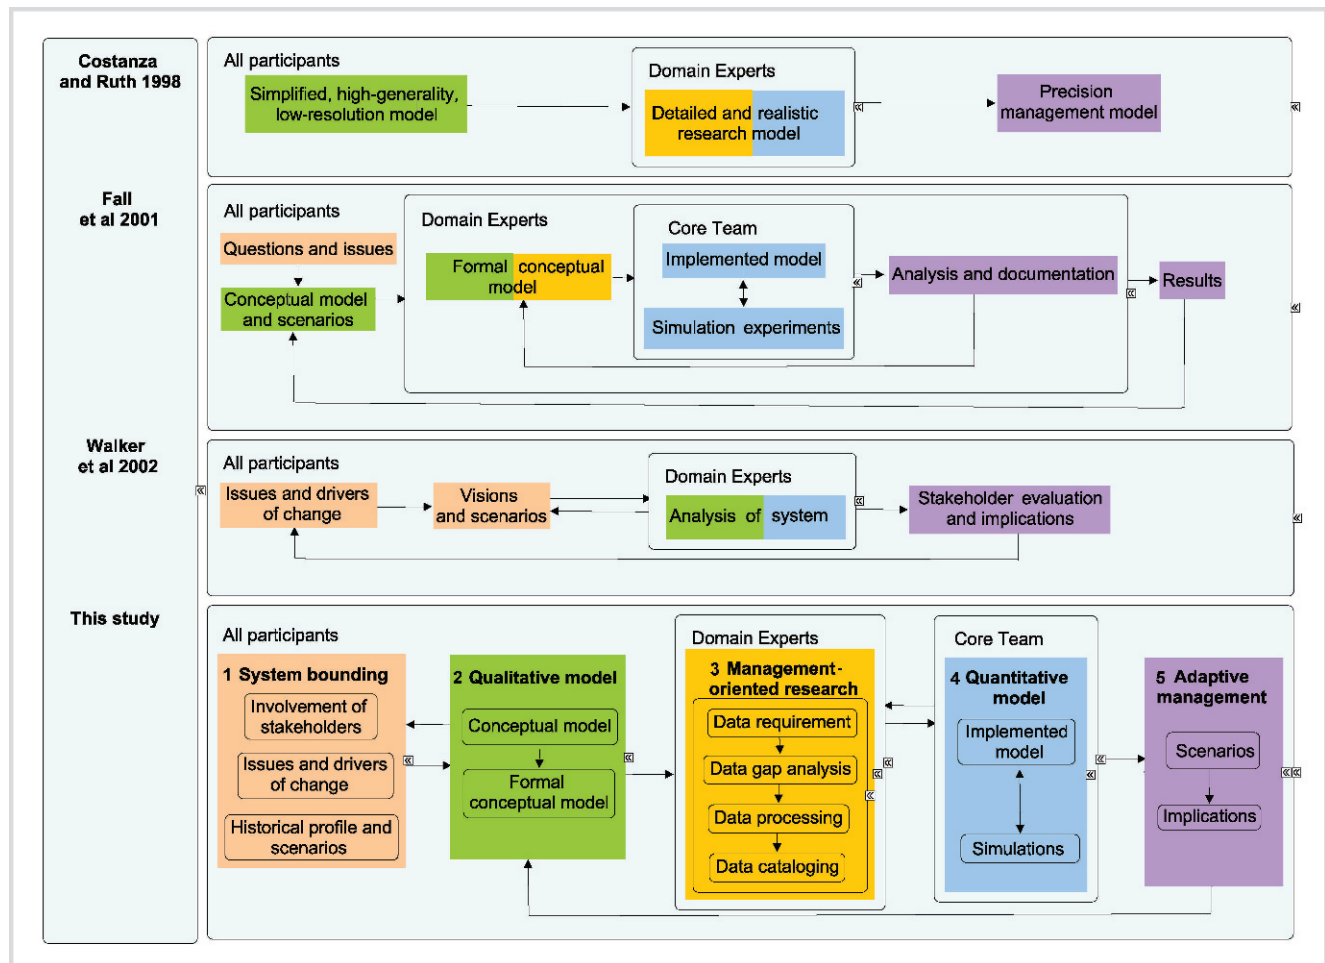 Costanza
and Ruth 1998
All participants
Simplified, high-generality,
low-resolution model
Domain Experts
Detailed and realistic
research model
Precision
management model
Fall
et al 2001
All participants
Questions and issues
Conceptual model
and scenarios
Domain Experts
Formal conceptual
model
Core Team
Implemented model
Simulation experiments
Analysis and documentation
Results
Walker
et al 2002
All participants
Issues and drivers
of change
Visions
and scenarios
Domain Experts
Analysis of system
Stakeholder evaluation
and implications
This study
All participants
1 System bounding
Involvement of
stakeholders
Issues and drivers
of change
Historical profile and
scenarios
2 Qualitative model
Conceptual model
Formal
conceptual model
Domain Experts
3 Management-
oriented research
Data requirement
Data gap analysis
Data processing
Data cataloging
Core Team
4 Quantitative
model
Implemented
model
Simulations
5 Adaptive
management
Scenarios
Implications